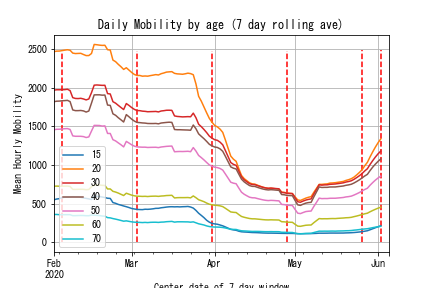 Daily Mobility by age (7 day rolling ave)
Mean Hourly Mobility
2500
2000
1500
1000
500
0
15
20
30
40
50
60
70
Feb
2020
Mar
Apr
May
Jun
Center date of 7 day window